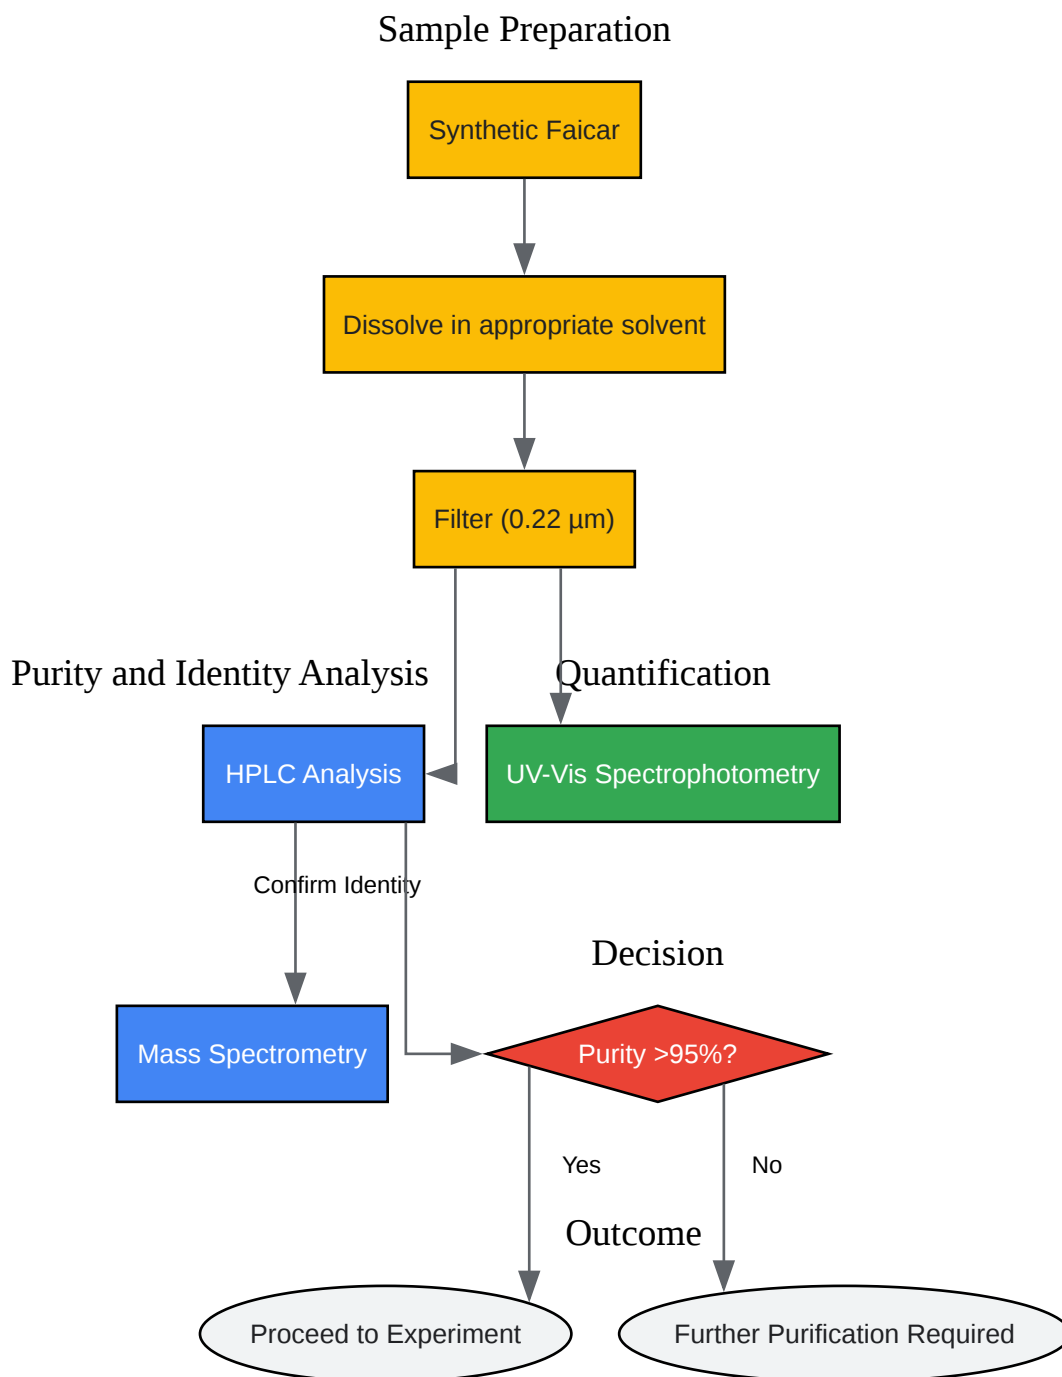 Sample Preparation
Synthetic Faicar
Dissolve in appropriate solvent
Filter (0.22 µm)
Purity and Identity Analysis
Quantification
HPLC Analysis
UV-Vis Spectrophotometry
Confirm Identity
Decision
Mass Spectrometry
Purity >95%?
Yes
No
Outcome
Proceed to Experiment
Further Purification Required